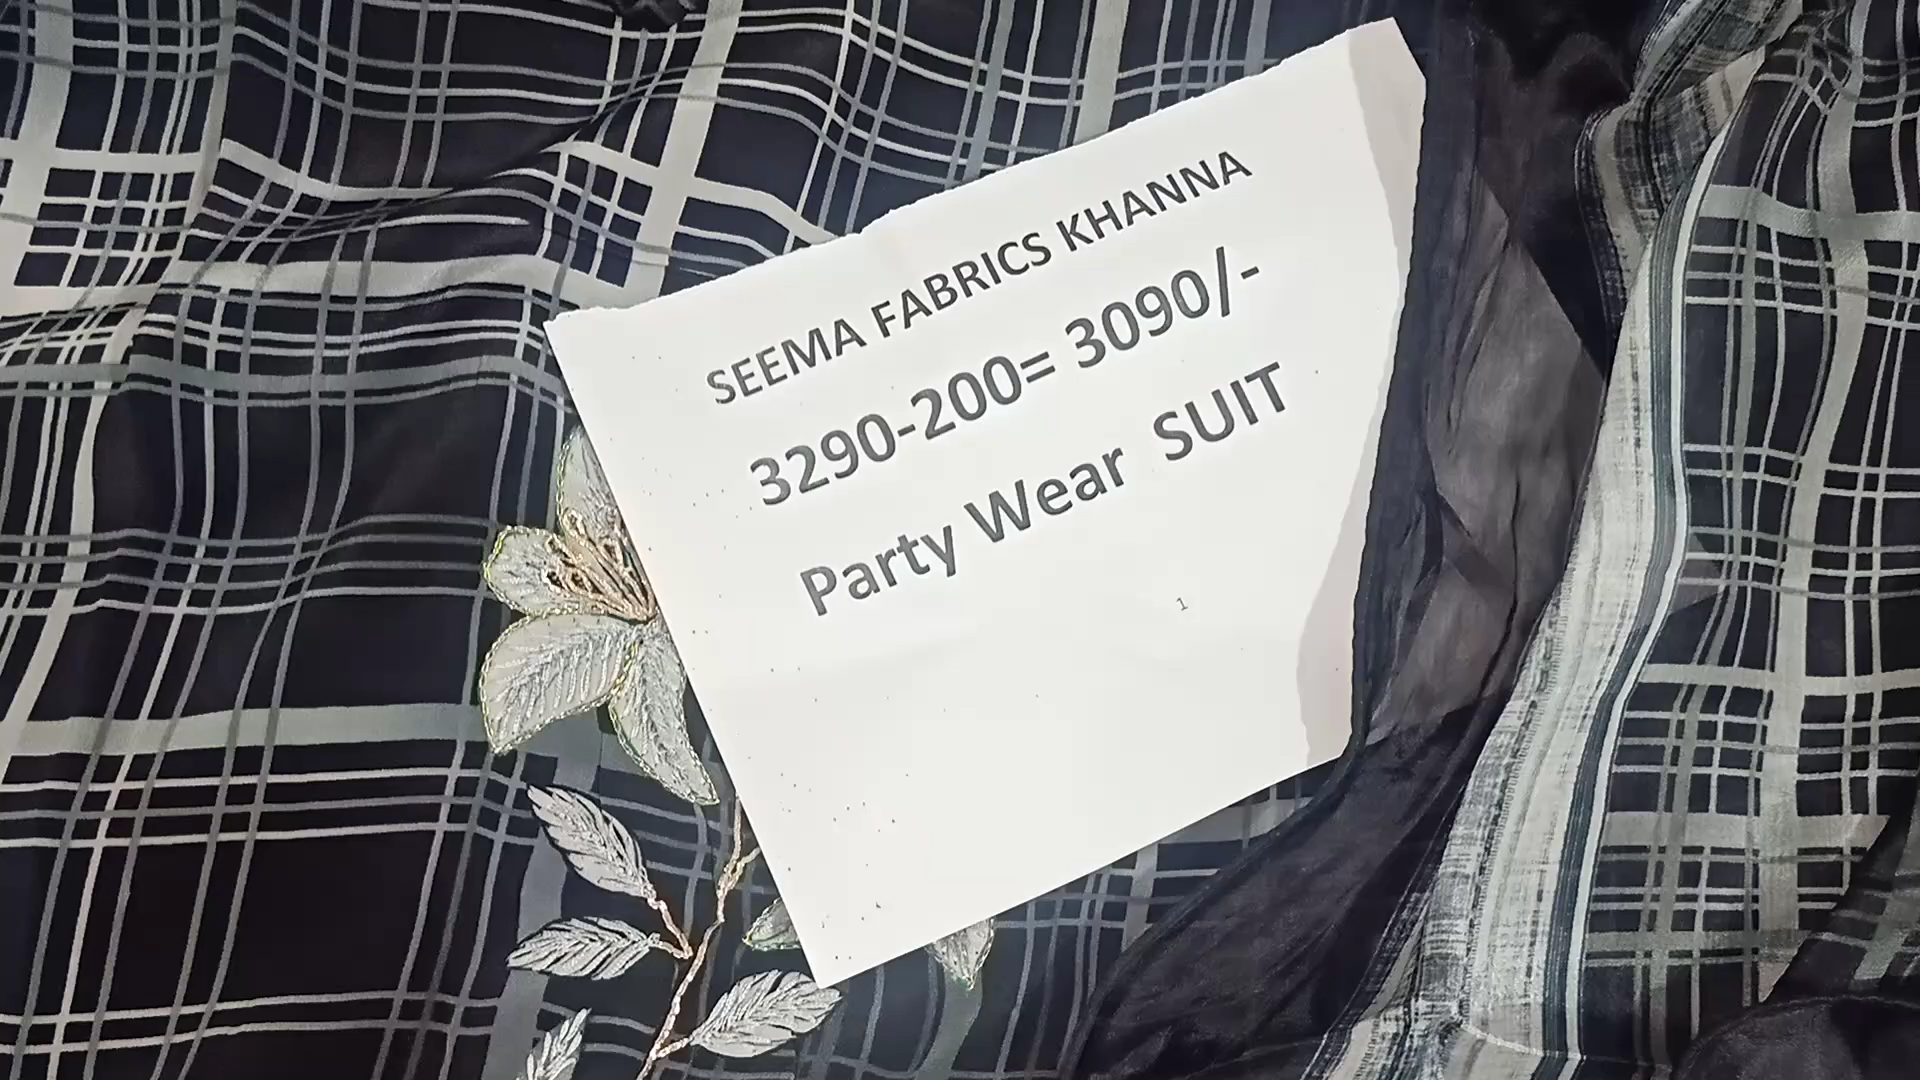 SEEMA FABRICS KHANNA
3290-200= 3090/-
Party Wear SUIT
1